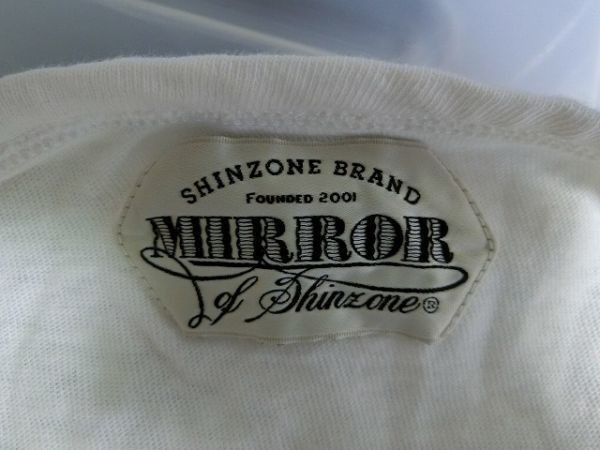 SHINZONE BRAND
FOUNDED 2001
MIRROR
of Shinzone®